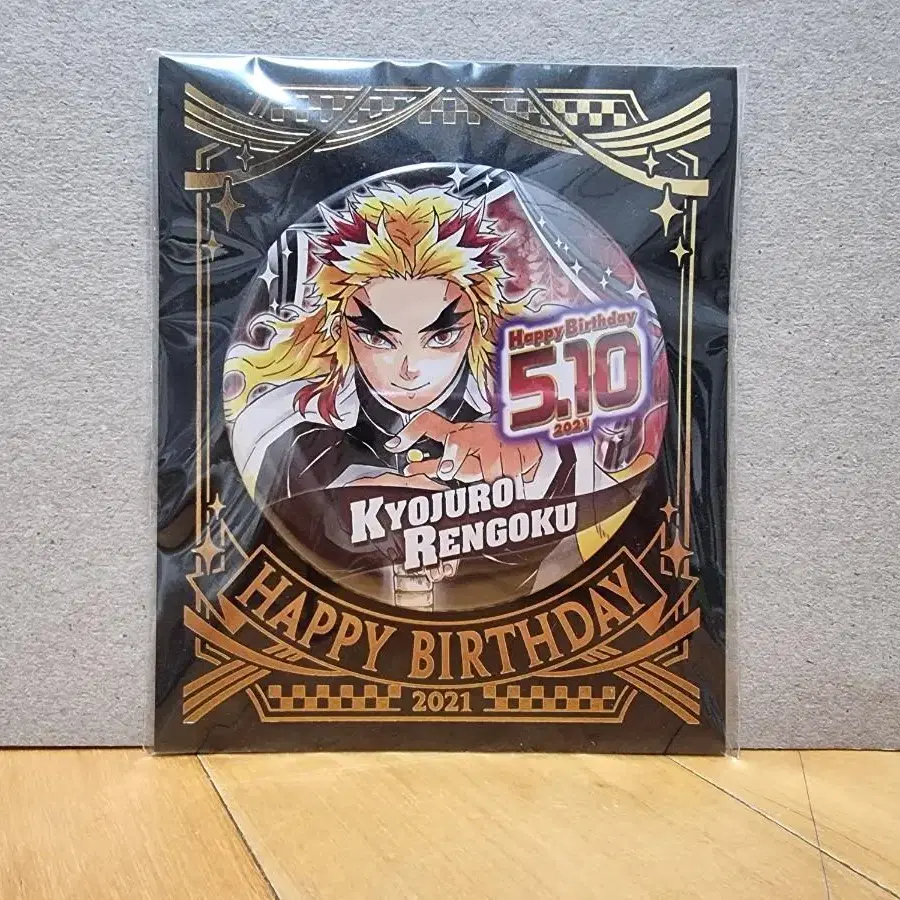 Happy Birthday
5.10
2021
KYOJURO
RENGOKU
HAPPY BIRTHDAY
2021